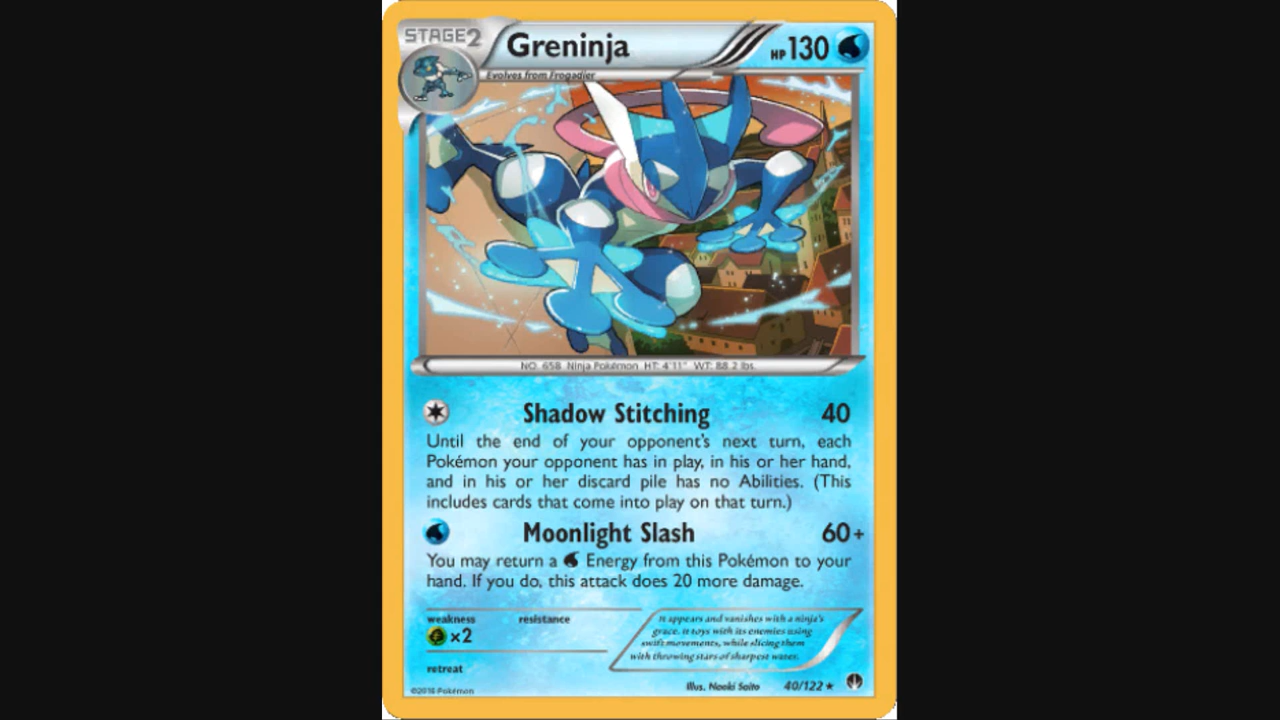 STAGE2
Greninja
HP 130
Evolves from Frogadier
NO. 658 Ninja Pokémon HT: 4'11" WT: 88.2 lbs.
Shadow Stitching 40
Until the end of your opponent's next turn, each
Pokémon your opponent has in play, in his or her hand,
and in his or her discard pile has no Abilities. (This
includes cards that come into play on that turn.)
Moonlight Slash 60+
You may return a Energy from this Pokémon to your
hand. If you do, this attack does 20 more damage.
weakness resistance
×2
It appears and vanishes with a ninja's
grace. It toys with its enemies using
swift movements, while slicing them
with throwing stars of sharpest water.
retreat
©2016 Pokémon
Illus. Naoki Saito 40/122 ★